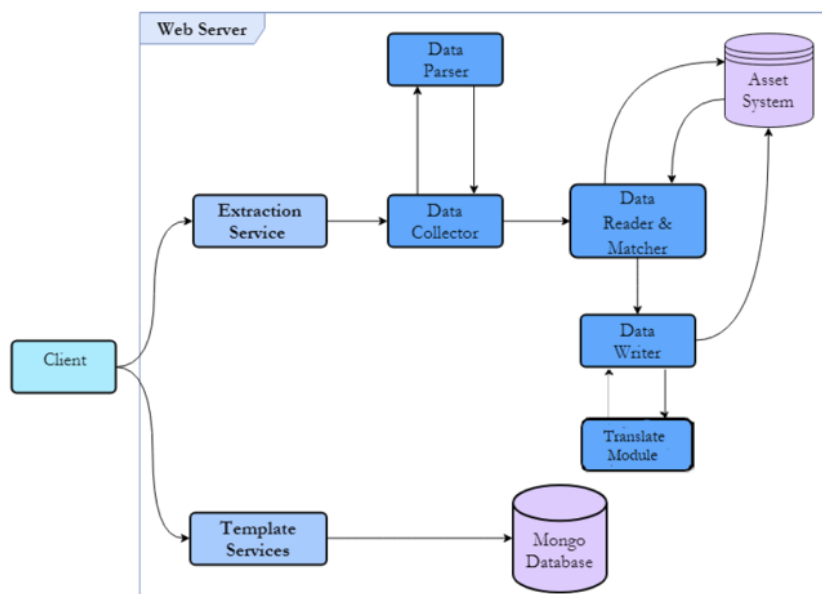 Web Server
Data
Parser
Asset
System
Extraction
Service
Data
Collector
Data
Reader &
Matcher
Data
Writer
Client
Translate
Module
Template
Services
Mongo
Database